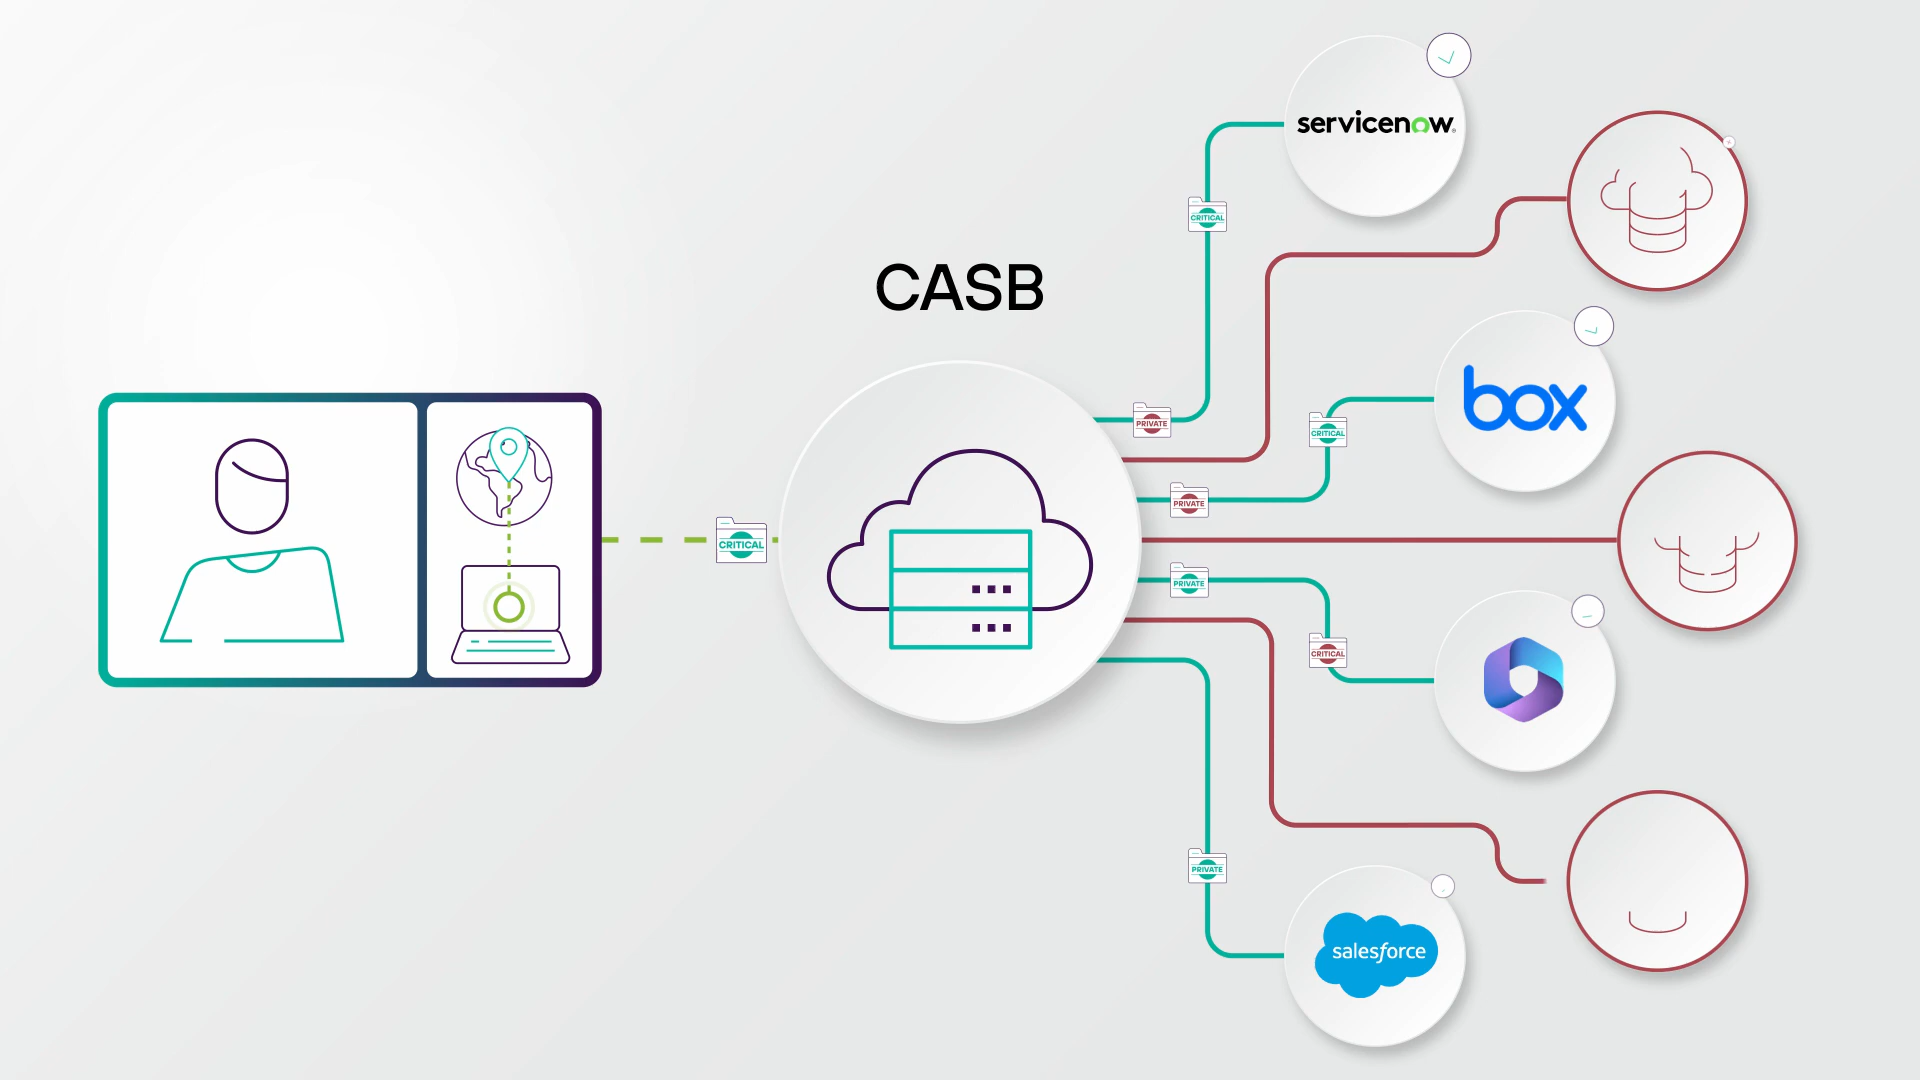 servicenow
CRITICAL
CASB
box
PRIVATE
CRITICAL
PRIVATE
CRITICAL
PRIVATE
CRITICAL
PRIVATE
salesforce